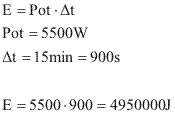 E = Pot · Δt
Pot = 5500W
Δt = 15min = 900s
E = 5500 · 900 = 4950000J